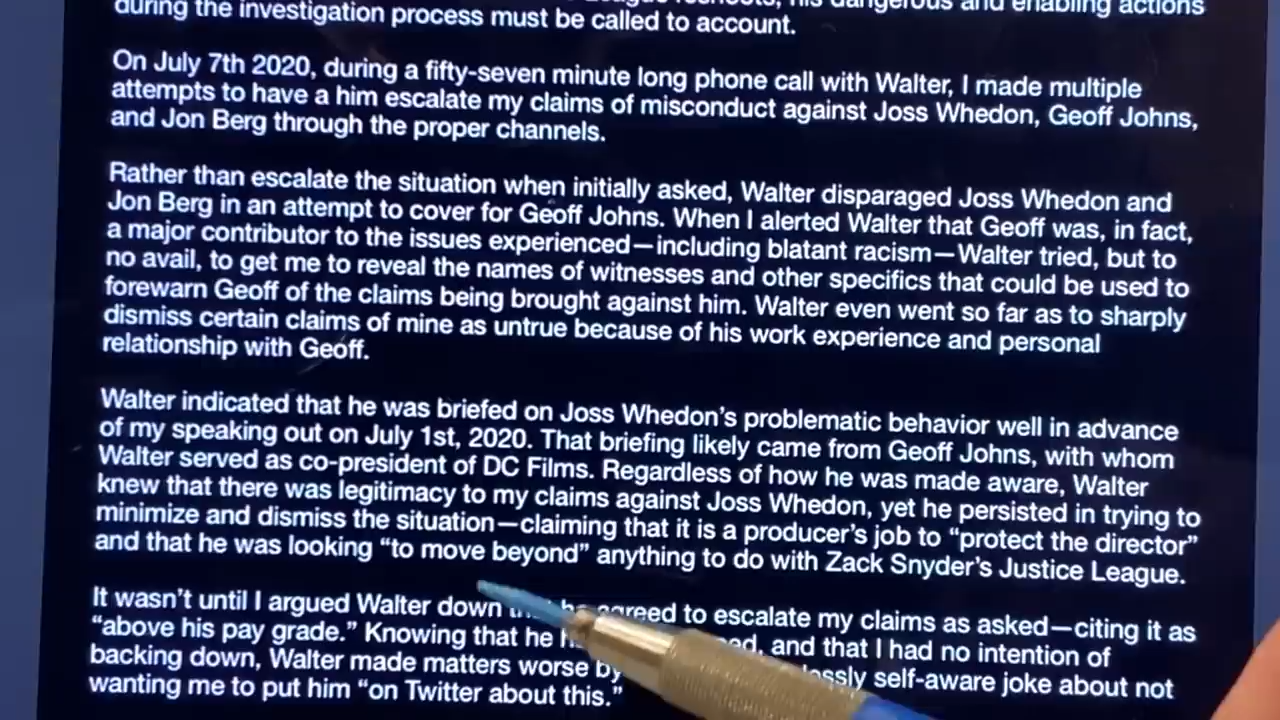 during the investigation process must be called to account.
On July 7th 2020, during a fifty-seven minute long phone call with Walter, I made multiple
attempts to have a him escalate my claims of misconduct against Joss Whedon, Geoff Johns,
and Jon Berg through the proper channels.
Rather than escalate the situation when initially asked, Walter disparaged Joss Whedon and
Jon Berg in an attempt to cover for Geoff Johns. When I alerted Walter that Geoff was, in fact,
a major contributor to the issues experienced—including blatant racism—Walter tried, but to
no avail, to get me to reveal the names of witnesses and other specifics that could be used to
forewarn Geoff of the claims being brought against him. Walter even went so far as to sharply
dismiss certain claims of mine as untrue because of his work experience and personal
relationship with Geoff.
Walter indicated that he was briefed on Joss Whedon's problematic behavior well in advance
of my speaking out on July 1st, 2020. That briefing likely came from Geoff Johns, with whom
Walter served as co-president of DC Films. Regardless of how he was made aware, Walter
knew that there was legitimacy to my claims against Joss Whedon, yet he persisted in trying to
minimize and dismiss the situation—claiming that it is a producer's job to "protect the director"
and that he was looking "to move beyond" anything to do with Zack Snyder's Justice League.
It wasn't until I argued Walter down agreed to escalate my claims as asked—citing it as
"above his pay grade." Knowing that he and that I had no intention of
backing down, Walter made matters worse by self-aware joke about not
wanting me to put him "on Twitter about this."